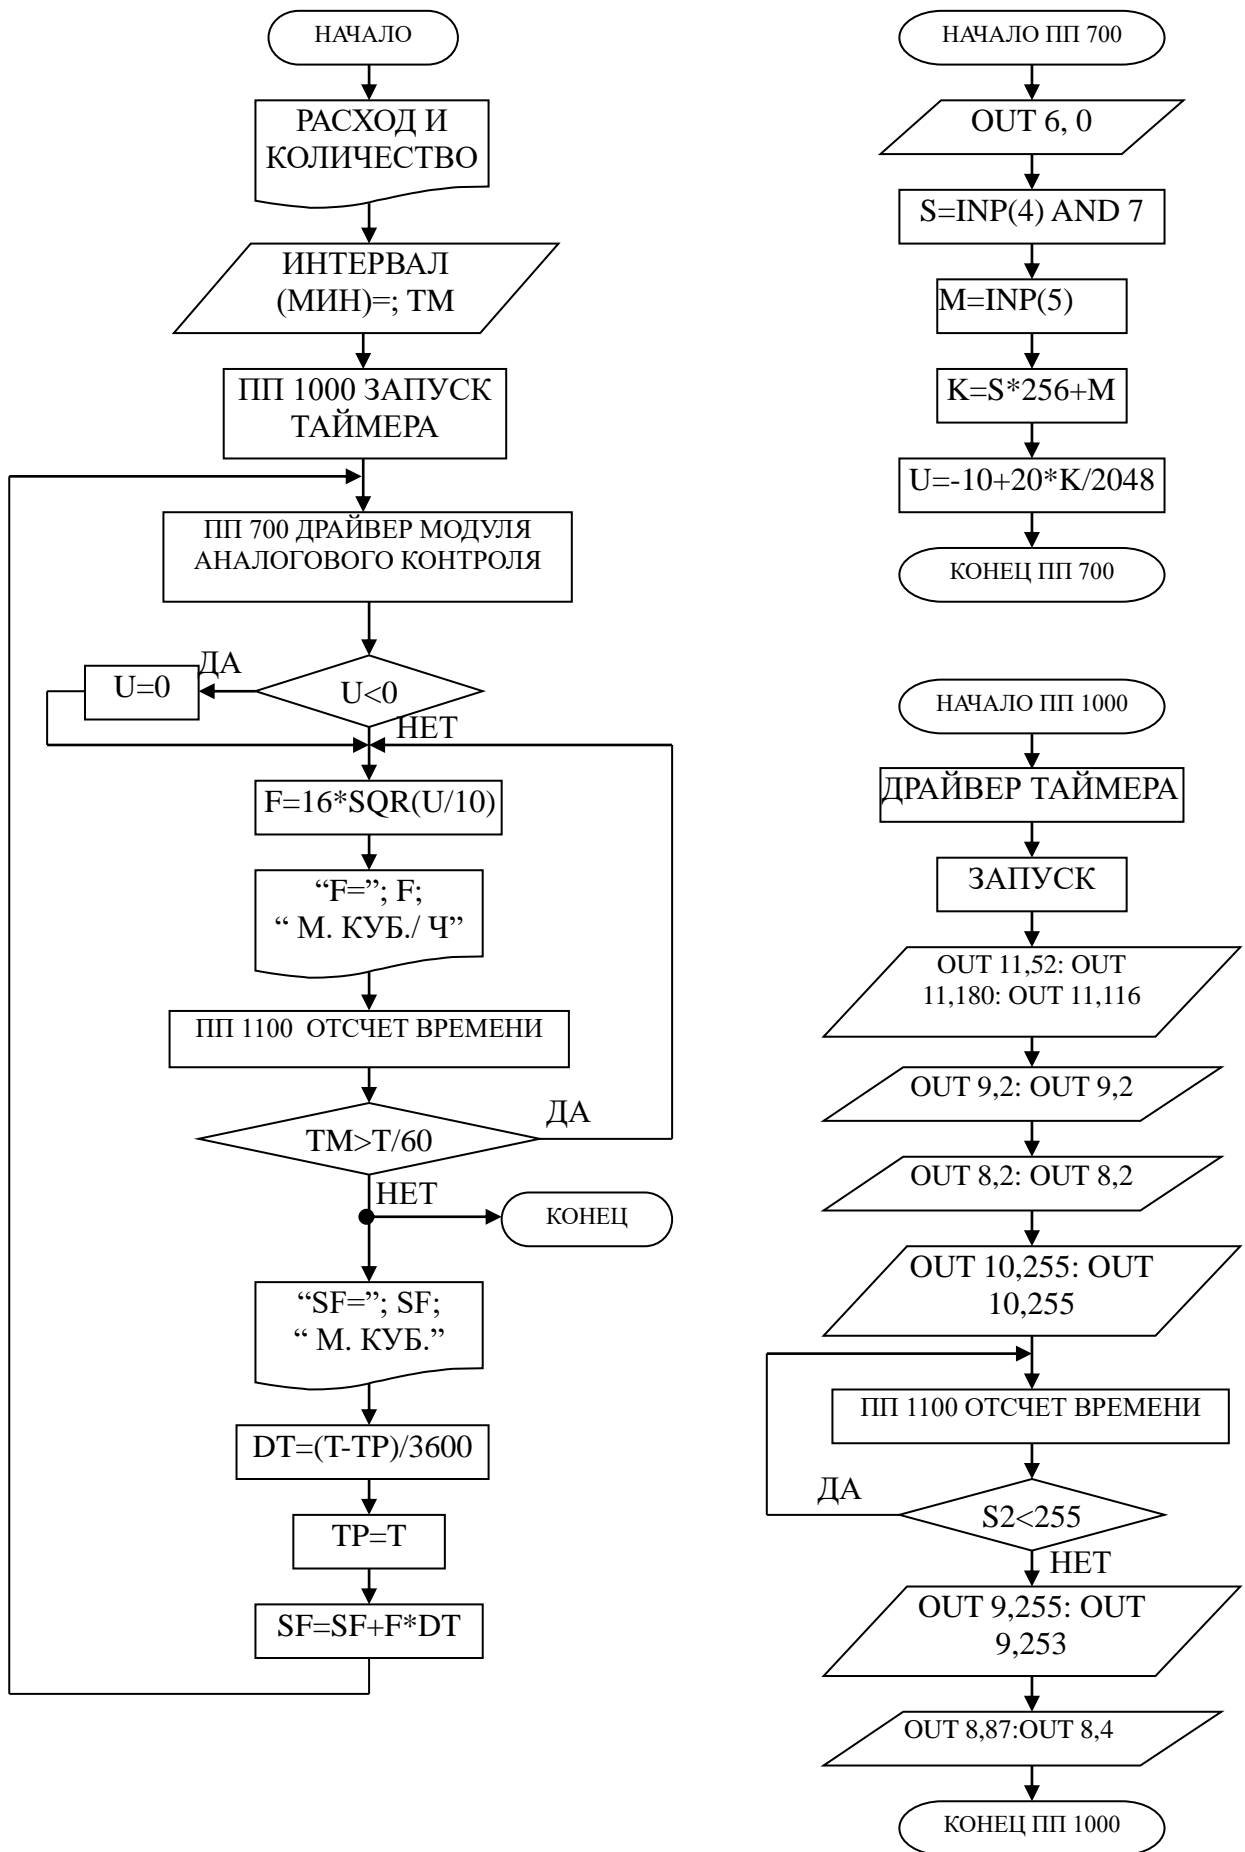 НАЧАЛО
РАСХОД И
КОЛИЧЕСТВО
ИНТЕРВАЛ
(МИН)=; ТМ
ПП 1000 ЗАПУСК
ТАЙМЕРА
ПП 700 ДРАЙВЕР МОДУЛЯ
АНАЛОГОВОГО КОНТРОЛЯ
U=0
ДА
U<0
НЕТ
F=16*SQR(U/10)
“F=”; F;
“ М. КУБ./ Ч”
ПП 1100 ОТСЧЕТ ВРЕМЕНИ
ТМ>T/60
ДА
НЕТ
КОНЕЦ
“SF=”; SF;
“ М. КУБ.”
DT=(T-TP)/3600
TP=T
SF=SF+F*DT
НАЧАЛО ПП 700
OUT 6, 0
S=INP(4) AND 7
M=INP(5)
K=S*256+M
U=-10+20*K/2048
КОНЕЦ ПП 700
НАЧАЛО ПП 1000
ДРАЙВЕР ТАЙМЕРА
ЗАПУСК
OUT 11,52: OUT
11,180: OUT 11,116
OUT 9,2: OUT 9,2
OUT 8,2: OUT 8,2
OUT 10,255: OUT
10,255
ПП 1100 ОТСЧЕТ ВРЕМЕНИ
ДА
S2<255
НЕТ
OUT 9,255: OUT
9,253
OUT 8,87:OUT 8,4
КОНЕЦ ПП 1000